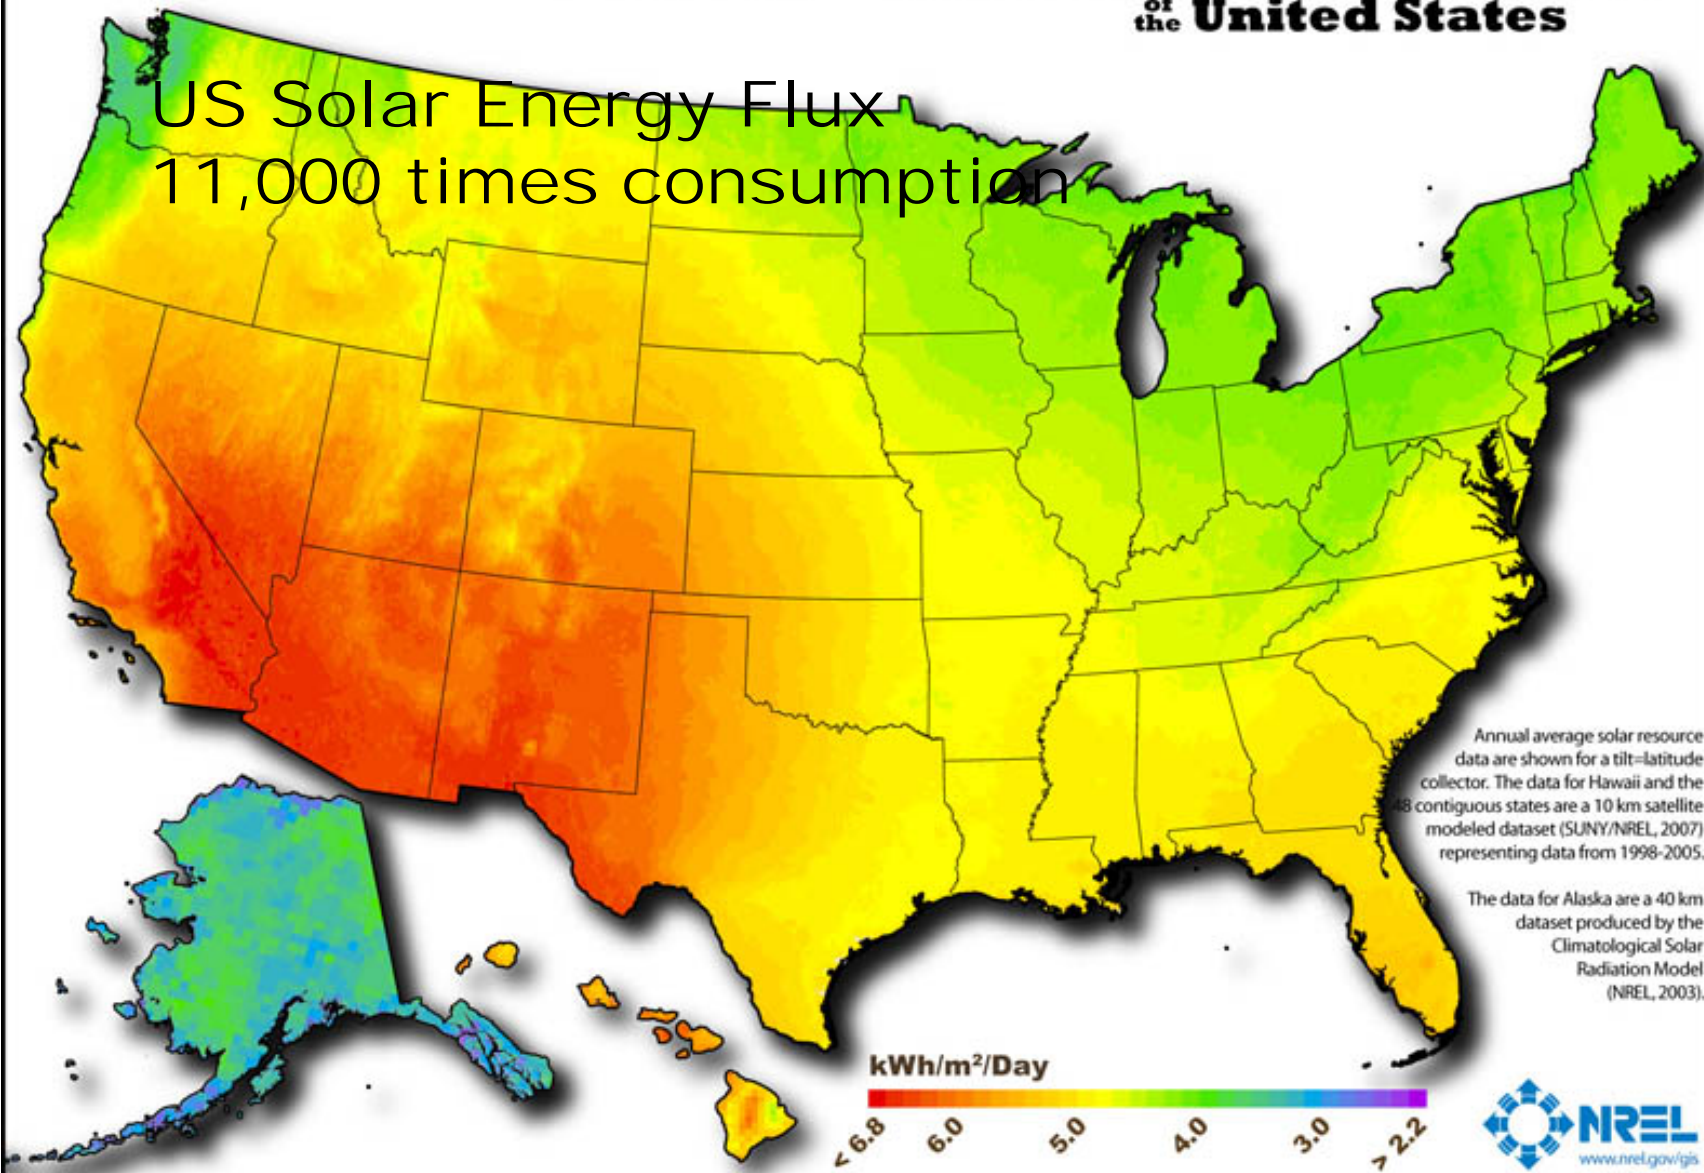 of
the United States
US Solar Energy Flux
11,000 times consumption
Annual average solar resource
data are shown for a tilt=latitude
collector. The data for Hawaii and the
48 contiguous states are a 10 km satellite
modeled dataset (SUNY/NREL, 2007)
representing data from 1998-2005.
The data for Alaska are a 40 km
dataset produced by the
Climatological Solar
Radiation Model
(NREL, 2003).
kWh/m²/Day
< 6.8 6.0 5.0 4.0 3.0 > 2.2
NREL
www.nrel.gov/gis